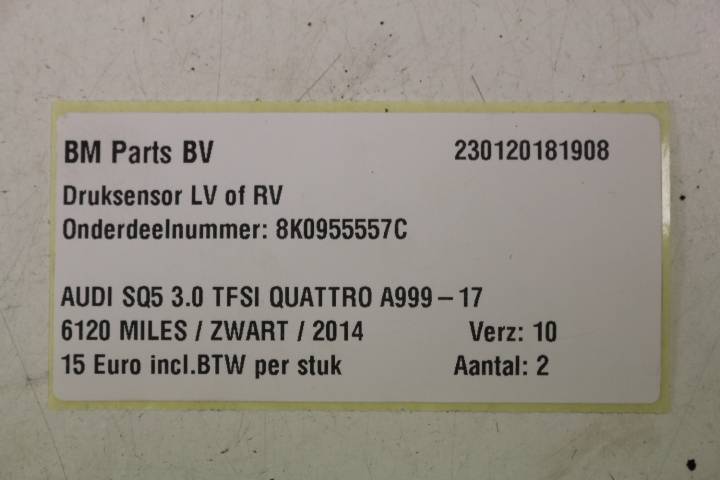 BM Parts BV 230120181908
Druksensor LV of RV
Onderdeelnummer: 8K0955557C
AUDI SQ5 3.0 TFSI QUATTRO A999-17
6120 MILES / ZWART / 2014 Verz: 10
15 Euro incl.BTW per stuk Aantal: 2